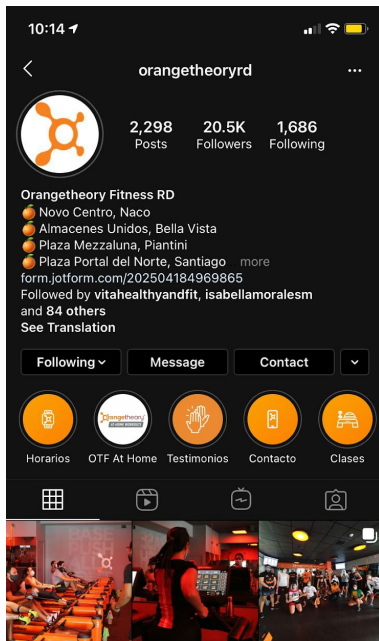 10:14
orangetheoryrd
2,298 20.5K 1,686
Posts Followers Following
Orangetheory Fitness RD
🍊 Novo Centro, Naco
🍊 Almacenes Unidos, Bella Vista
🍊 Plaza Mezzaluna, Piantini
🍊 Plaza Portal del Norte, Santiago more
form.jotform.com/202504184969865
Followed by vitahealthyandfit, isabellamoralesm
and 84 others
See Translation
Following Message Contact
Orangetheory
AT HOME WORKOUTS
Horarios OTF At Home Testimonios Contacto Clases